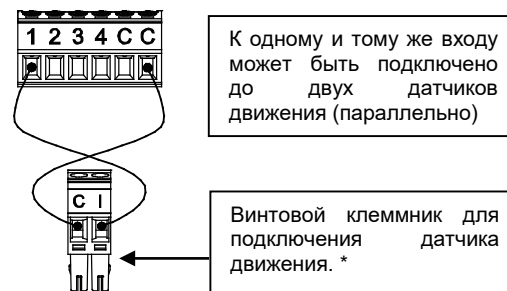 1 2 3 4 C C
К одному и тому же входу
может быть подключено
до двух датчиков
движения (параллельно)
C I
Винтовой клеммник для
подключения датчика
движения. *